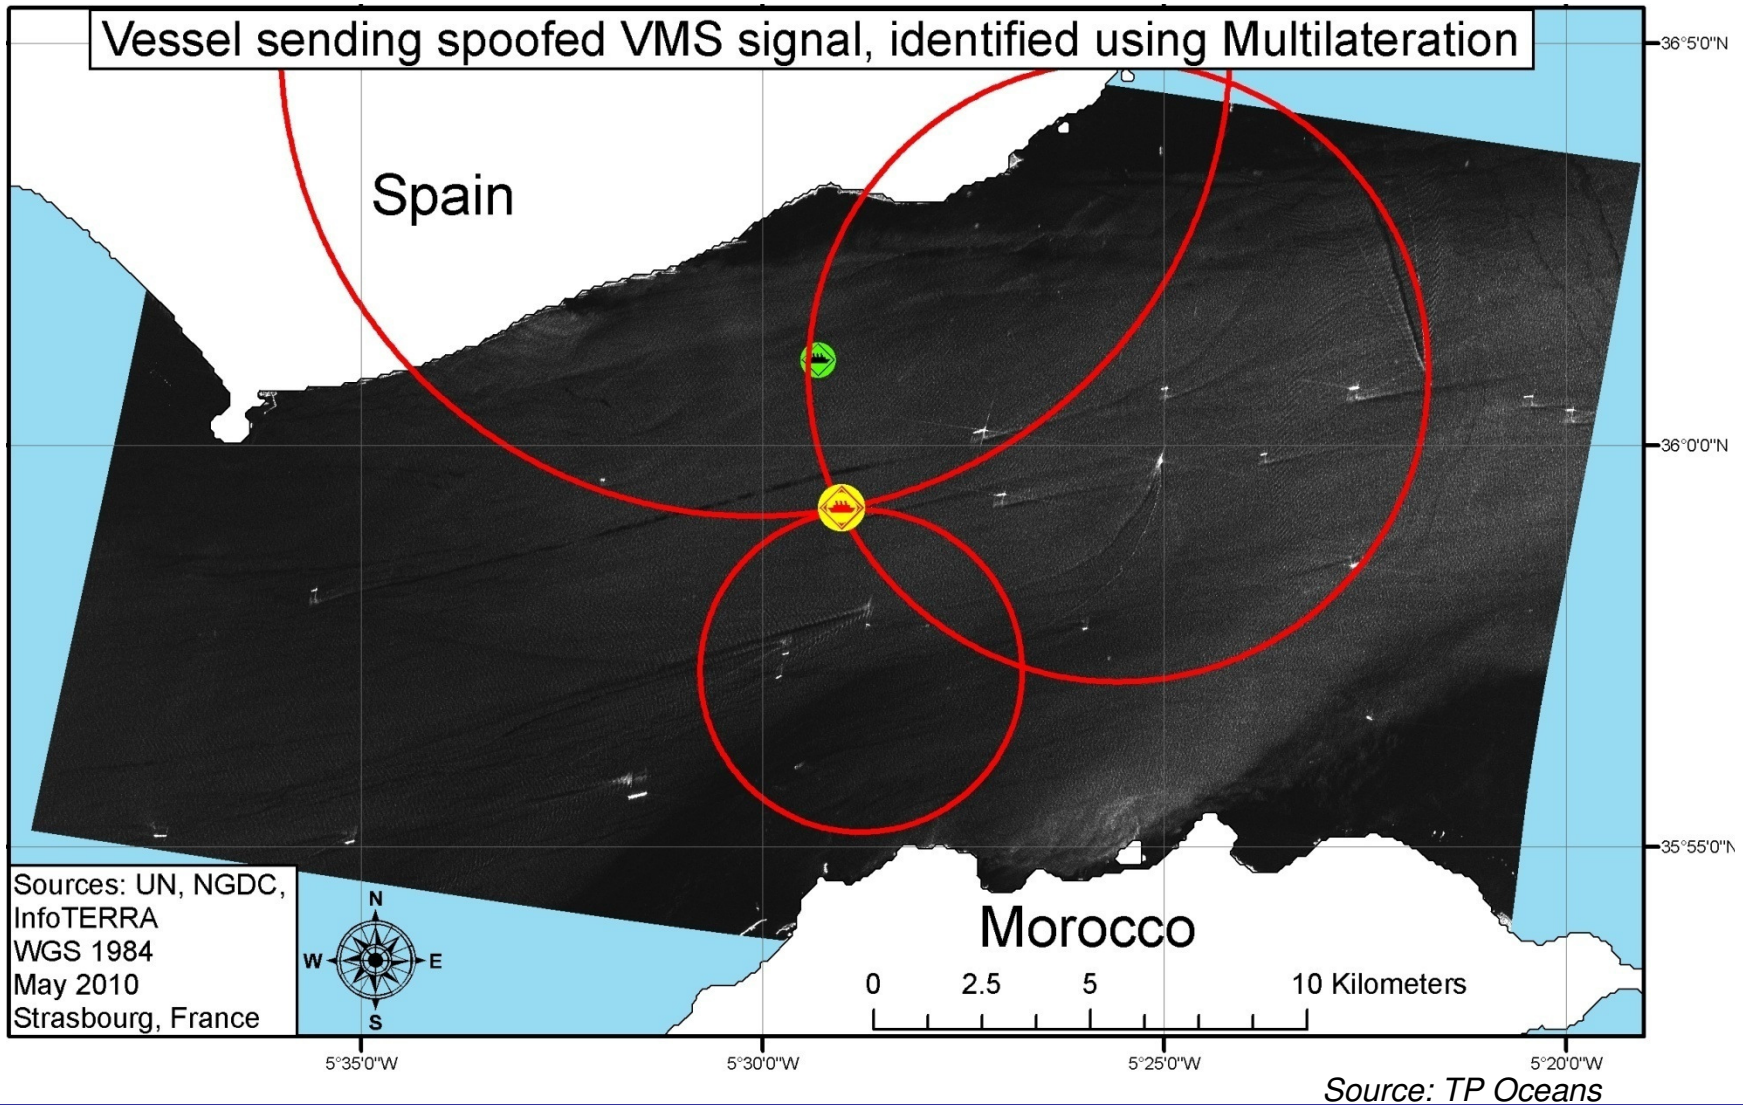 Vessel sending spoofed VMS signal, identified using Multilateration
36°5'0"N
Spain
36°0'0"N
35°55'0"N
Sources: UN, NGDC,
InfoTERRA
WGS 1984
May 2010
Strasbourg, France
N
W E
S
Morocco
0 2.5 5 10 Kilometers
5°35'0"W 5°30'0"W 5°25'0"W 5°20'0"W
Source: TP Oceans